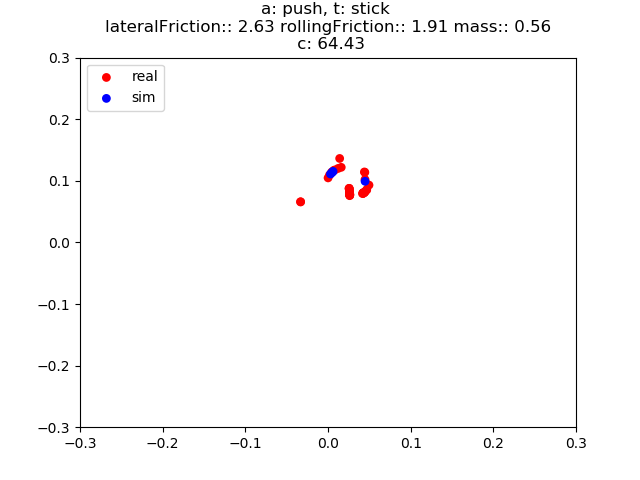 a: push, t: stick
lateralFriction:: 2.63 rollingFriction:: 1.91 mass:: 0.56
c: 64.43
real
sim
0.3
0.2
0.1
0.0
−0.1
−0.2
−0.3
−0.3 −0.2 −0.1 0.0 0.1 0.2 0.3